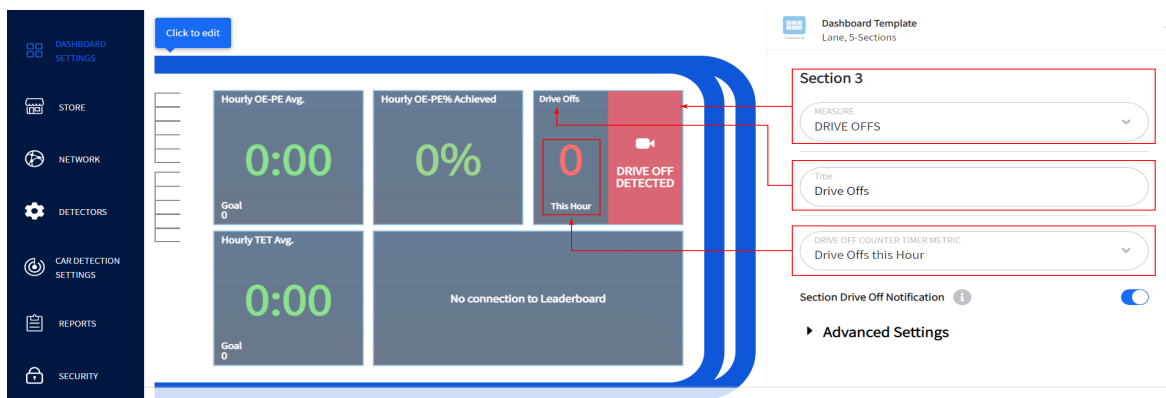 DASHBOARD
SETTINGS
STORE
NETWORK
DETECTORS
CAR DETECTION
SETTINGS
REPORTS
SECURITY
Click to edit
Hourly OE-PE Avg.
0:00
Goal
0
Hourly OE-PE% Achieved
0%
Drive Offs
0
This Hour
DRIVE OFF
DETECTED
Hourly TET Avg.
0:00
Goal
0
No connection to Leaderboard
Dashboard Template
Lane, 5-Sections
Section 3
MEASURE
DRIVE OFFS
Title
Drive Offs
DRIVE OFF COUNTER TIMER METRIC
Drive Offs this Hour
Section Drive Off Notification
Advanced Settings